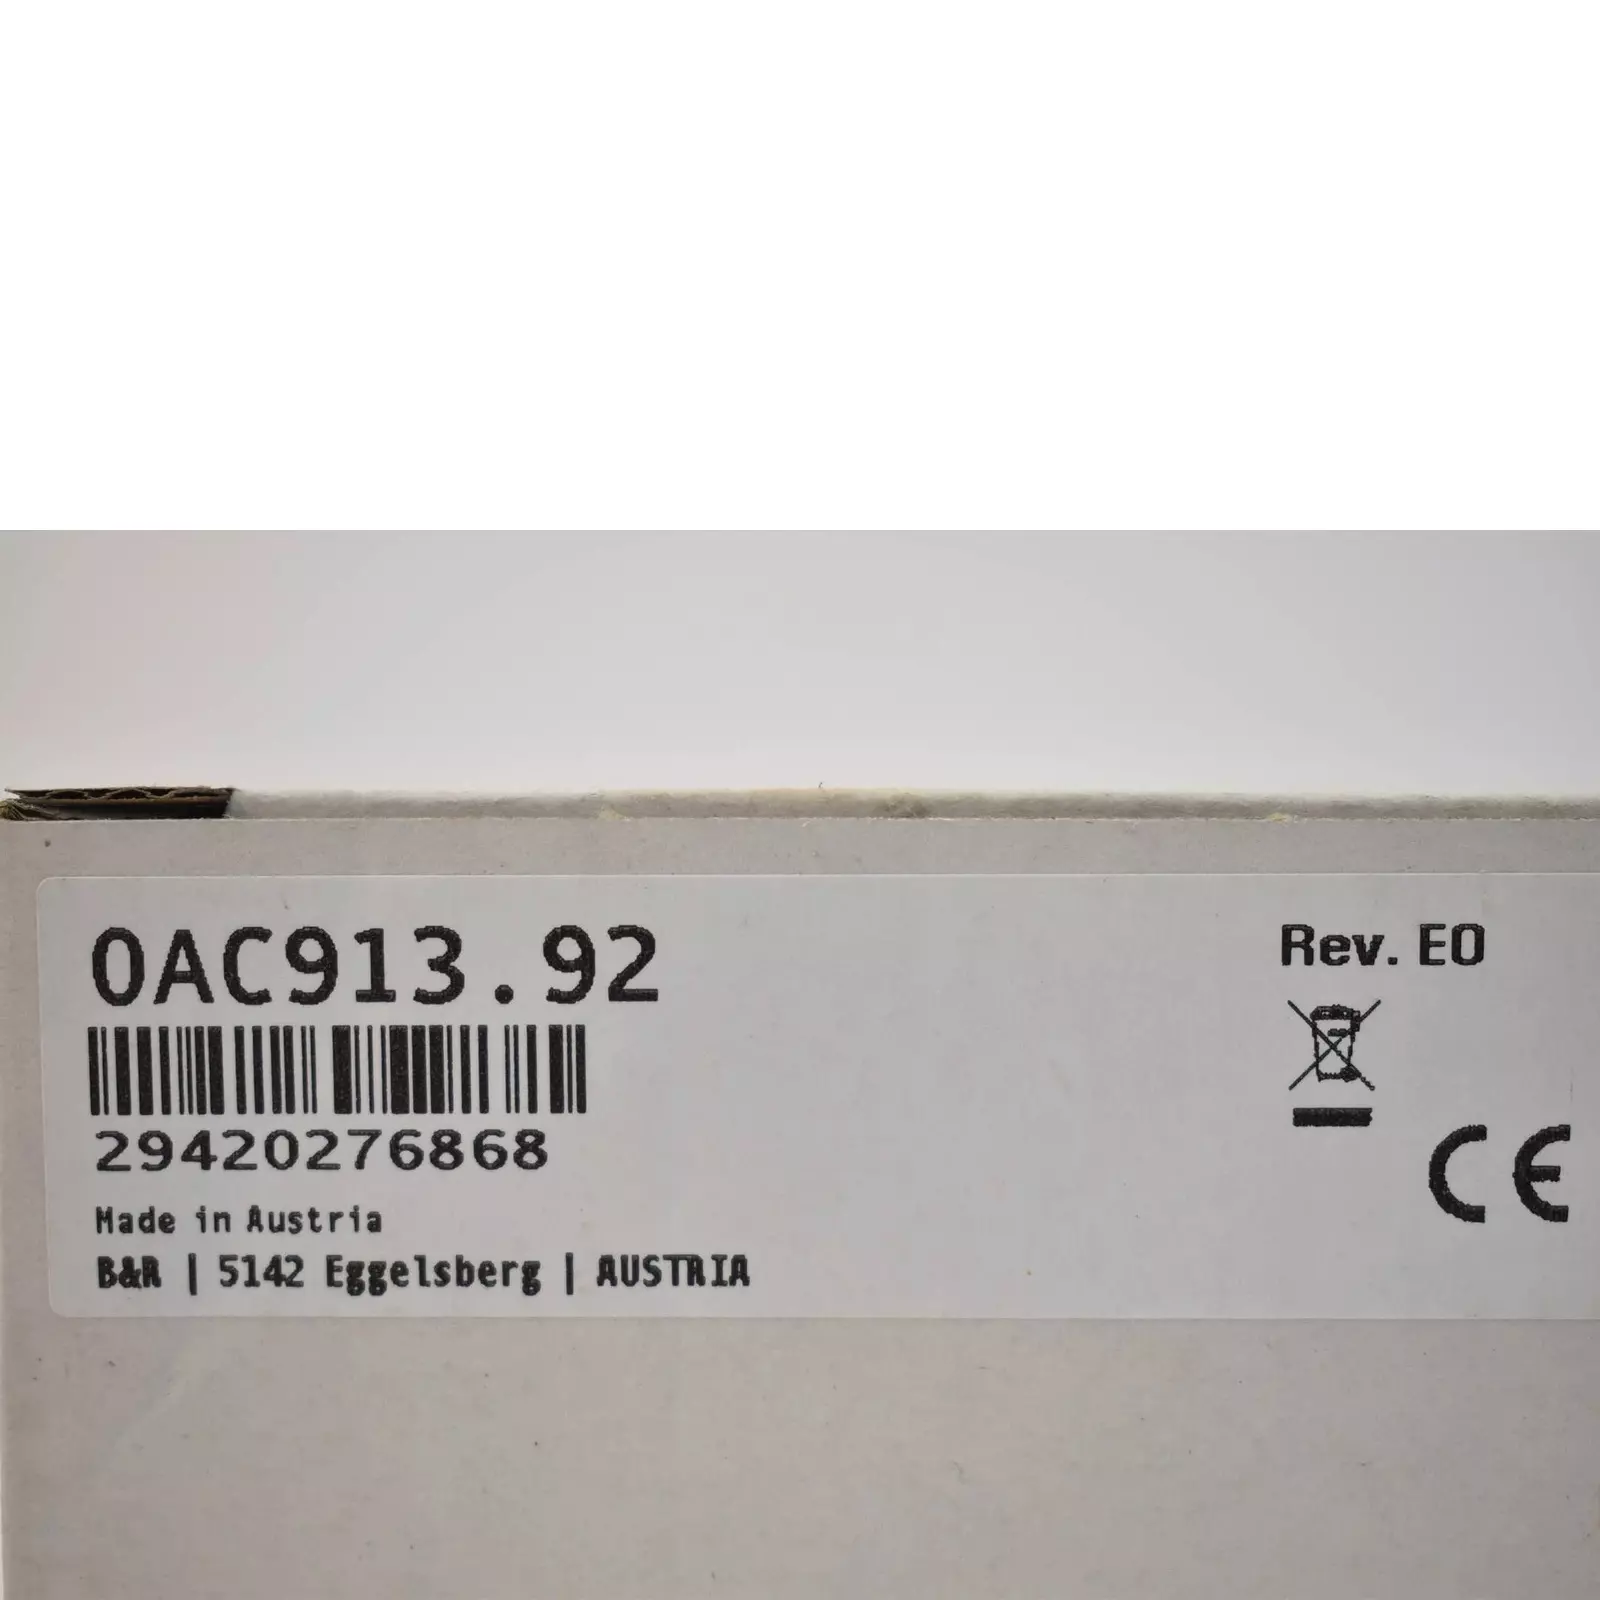 0AC913.92
Rev. E0
29420276868
CE
Made in Austria
B&R | 5142 Eggelsberg | AUSTRIA